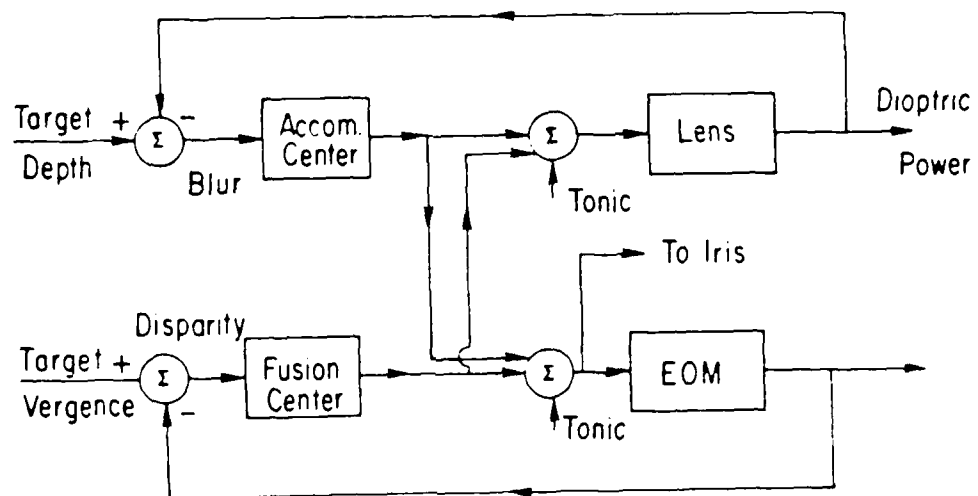 Target +
Depth
Σ
−
Blur
Accom.
Center
Σ
Tonic
Lens
Dioptric
Power
To Iris
Target +
Vergence
Disparity
Σ
−
Fusion
Center
Σ
Tonic
EOM